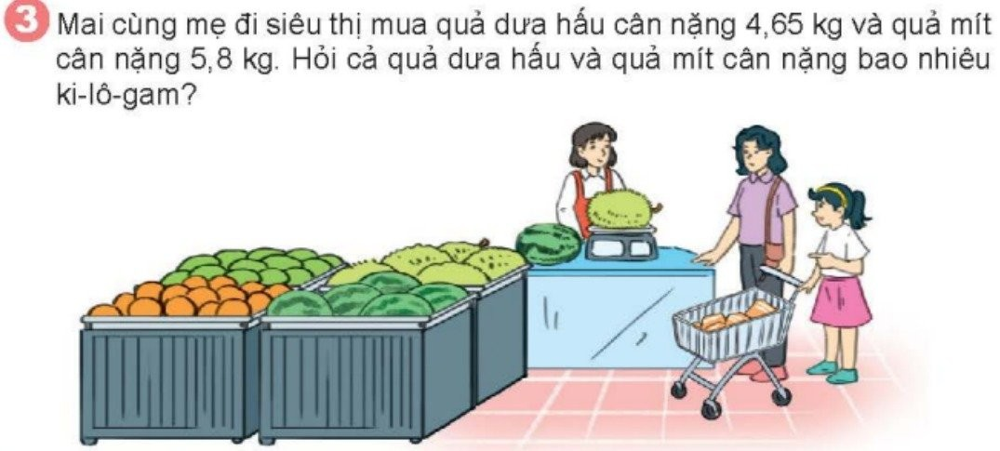 3 Mai cùng mẹ đi siêu thị mua quả dưa hấu cân nặng 4,65 kg và quả mít
cân nặng 5,8 kg. Hỏi cả quả dưa hấu và quả mít cân nặng bao nhiêu
ki-lô-gam?